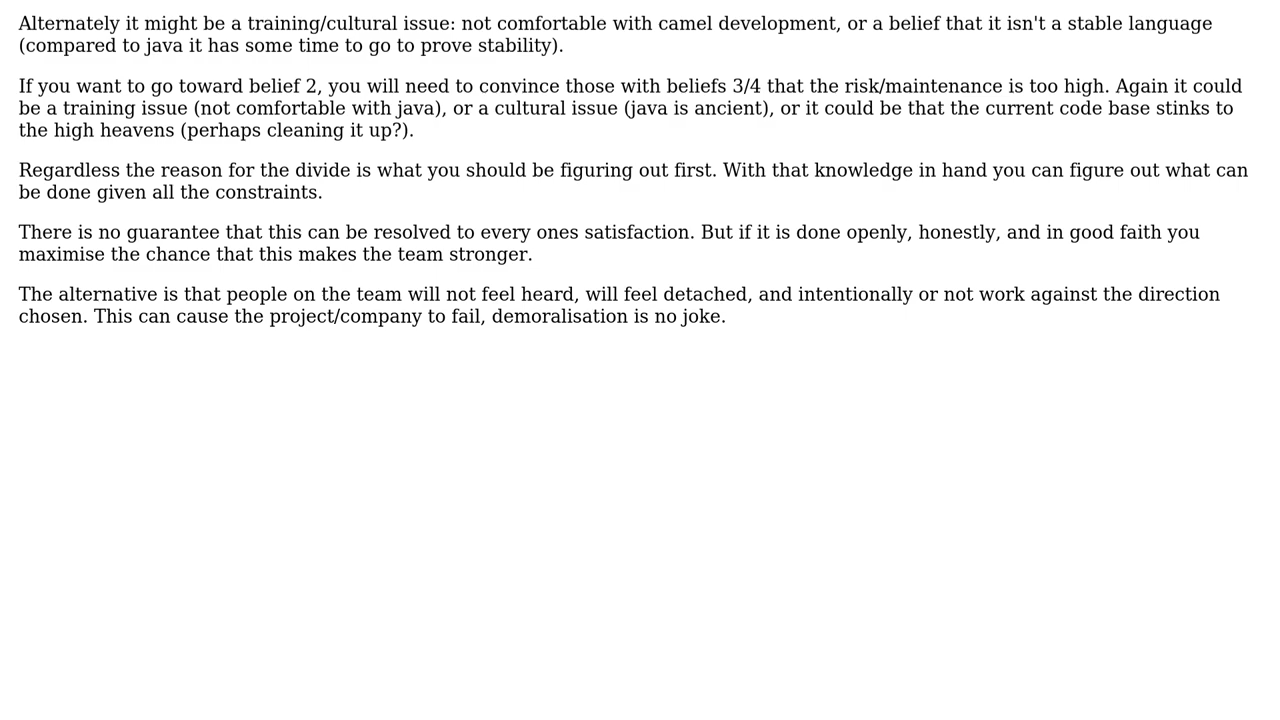 Alternately it might be a training/cultural issue: not comfortable with camel development, or a belief that it isn't a stable language
(compared to java it has some time to go to prove stability).
If you want to go toward belief 2, you will need to convince those with beliefs 3/4 that the risk/maintenance is too high. Again it could
be a training issue (not comfortable with java), or a cultural issue (java is ancient), or it could be that the current code base stinks to
the high heavens (perhaps cleaning it up?).
Regardless the reason for the divide is what you should be figuring out first. With that knowledge in hand you can figure out what can
be done given all the constraints.
There is no guarantee that this can be resolved to every ones satisfaction. But if it is done openly, honestly, and in good faith you
maximise the chance that this makes the team stronger.
The alternative is that people on the team will not feel heard, will feel detached, and intentionally or not work against the direction
chosen. This can cause the project/company to fail, demoralisation is no joke.